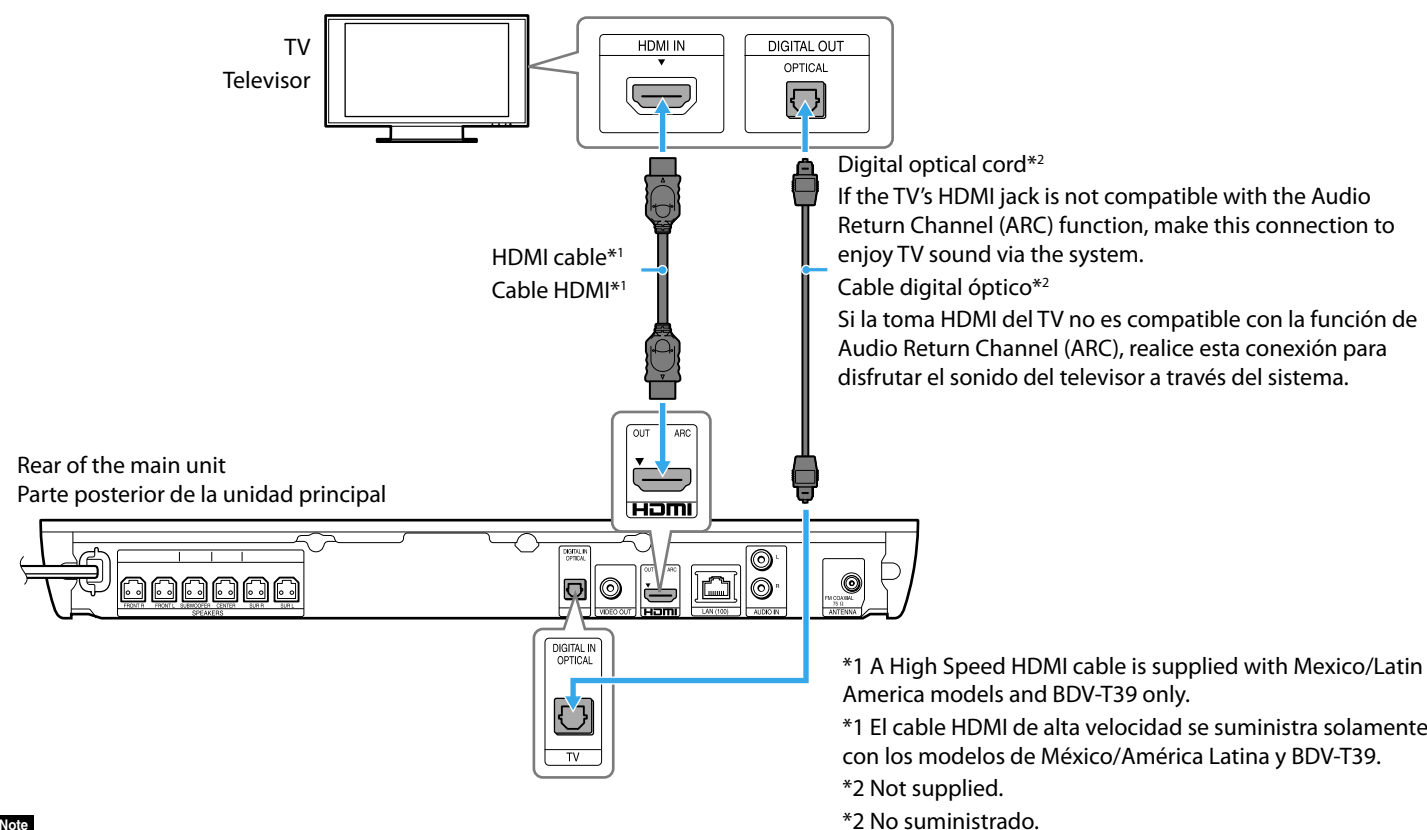 TV
Televisor
HDMI IN
DIGITAL OUT
OPTICAL
Digital optical cord*2
If the TV's HDMI jack is not compatible with the Audio
Return Channel (ARC) function, make this connection to
enjoy TV sound via the system.
Cable digital óptico*2
Si la toma HDMI del TV no es compatible con la función de
Audio Return Channel (ARC), realice esta conexión para
disfrutar el sonido del televisor a través del sistema.
HDMI cable*1
Cable HDMI*1
OUT ARC
HDMI
Rear of the main unit
Parte posterior de la unidad principal
FRONT R FRONT L SUBWOOFER CENTER SUR R SUR L
SPEAKERS
DIGITAL IN
OPTICAL
VIDEO OUT
OUT ARC
HDMI
LAN (100)
L
R
AUDIO IN
FM COAXIAL
75 Ω
ANTENNA
DIGITAL IN
OPTICAL
TV
*1 A High Speed HDMI cable is supplied with Mexico/Latin
America models and BDV-T39 only.
*1 El cable HDMI de alta velocidad se suministra solamente
con los modelos de México/América Latina y BDV-T39.
*2 Not supplied.
*2 No suministrado.
Note